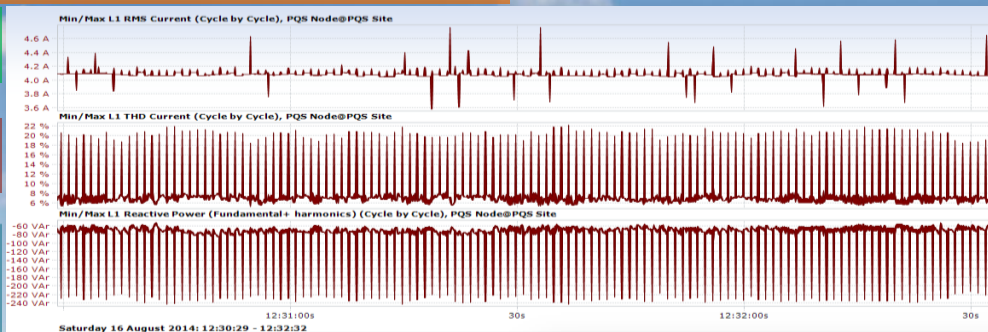 Min/Max L1 RMS Current (Cycle by Cycle), PQS Node@PQS Site
4.6 A
4.4 A
4.2 A
4.0 A
3.8 A
3.6 A
Min/Max L1 THD Current (Cycle by Cycle), PQS Node@PQS Site
22 %
20 %
18 %
16 %
14 %
12 %
10 %
8 %
6 %
Min/Max L1 Reactive Power (Fundamental+ harmonics) (Cycle by Cycle), PQS Node@PQS Site
-60 VAr
-80 VAr
-100 VAr
-120 VAr
-140 VAr
-160 VAr
-180 VAr
-200 VAr
-220 VAr
-240 VAr
12:31:00s 30s 12:32:00s 30s
Saturday 16 August 2014: 12:30:29 - 12:32:32